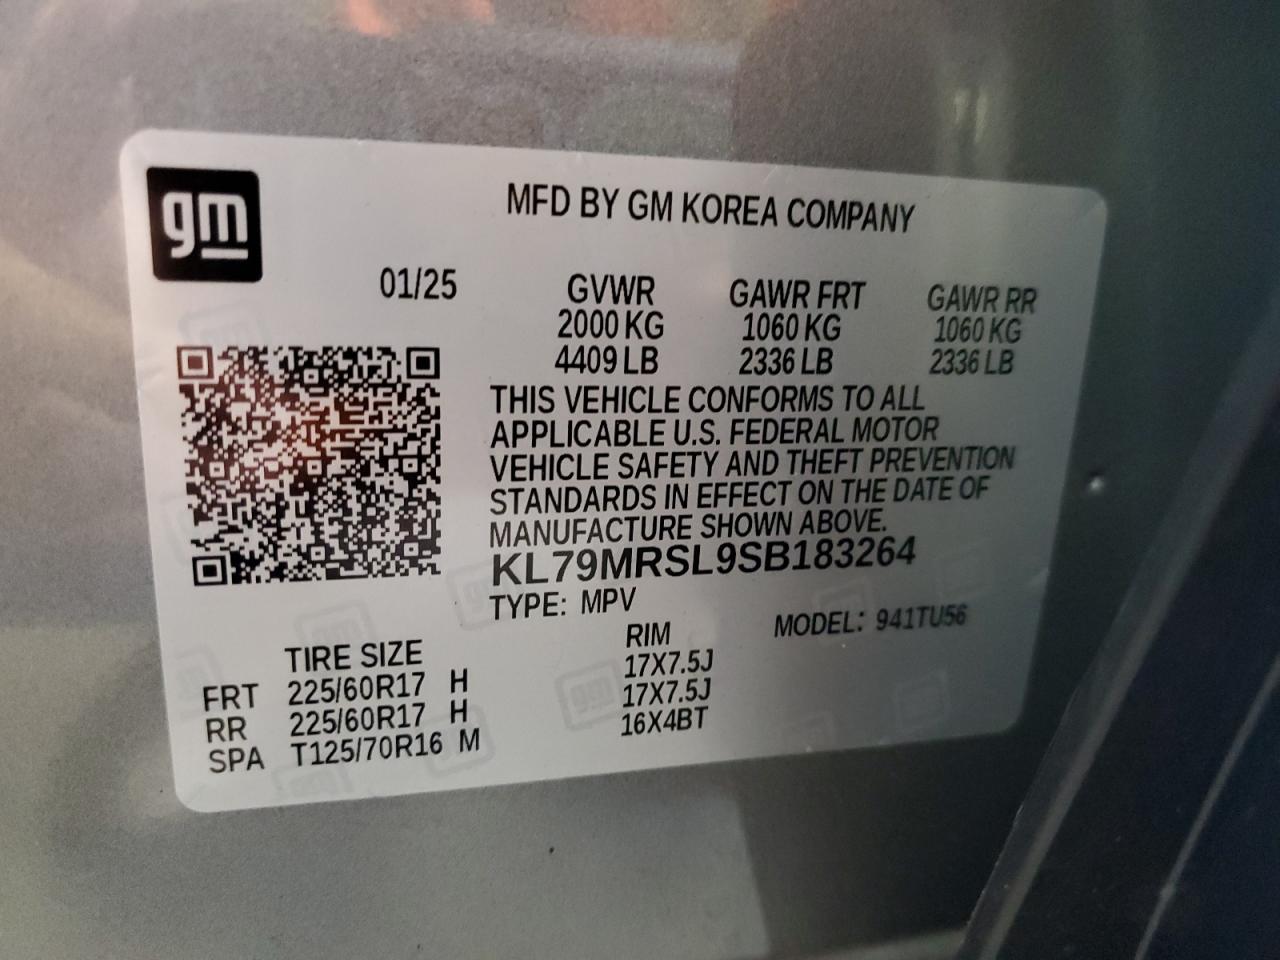 gm
MFD BY GM KOREA COMPANY
01/25 GVWR GAWR FRT GAWR RR
2000 KG 1060 KG 1060 KG
4409 LB 2336 LB 2336 LB
THIS VEHICLE CONFORMS TO ALL
APPLICABLE U.S. FEDERAL MOTOR
VEHICLE SAFETY AND THEFT PREVENTION
STANDARDS IN EFFECT ON THE DATE OF
MANUFACTURE SHOWN ABOVE.
KL79MRSL9SB183264
TYPE: MPV MODEL: 941TU56
TIRE SIZE RIM
FRT 225/60R17 H 17X7.5J
RR 225/60R17 H 17X7.5J
SPA T125/70R16 M 16X4BT